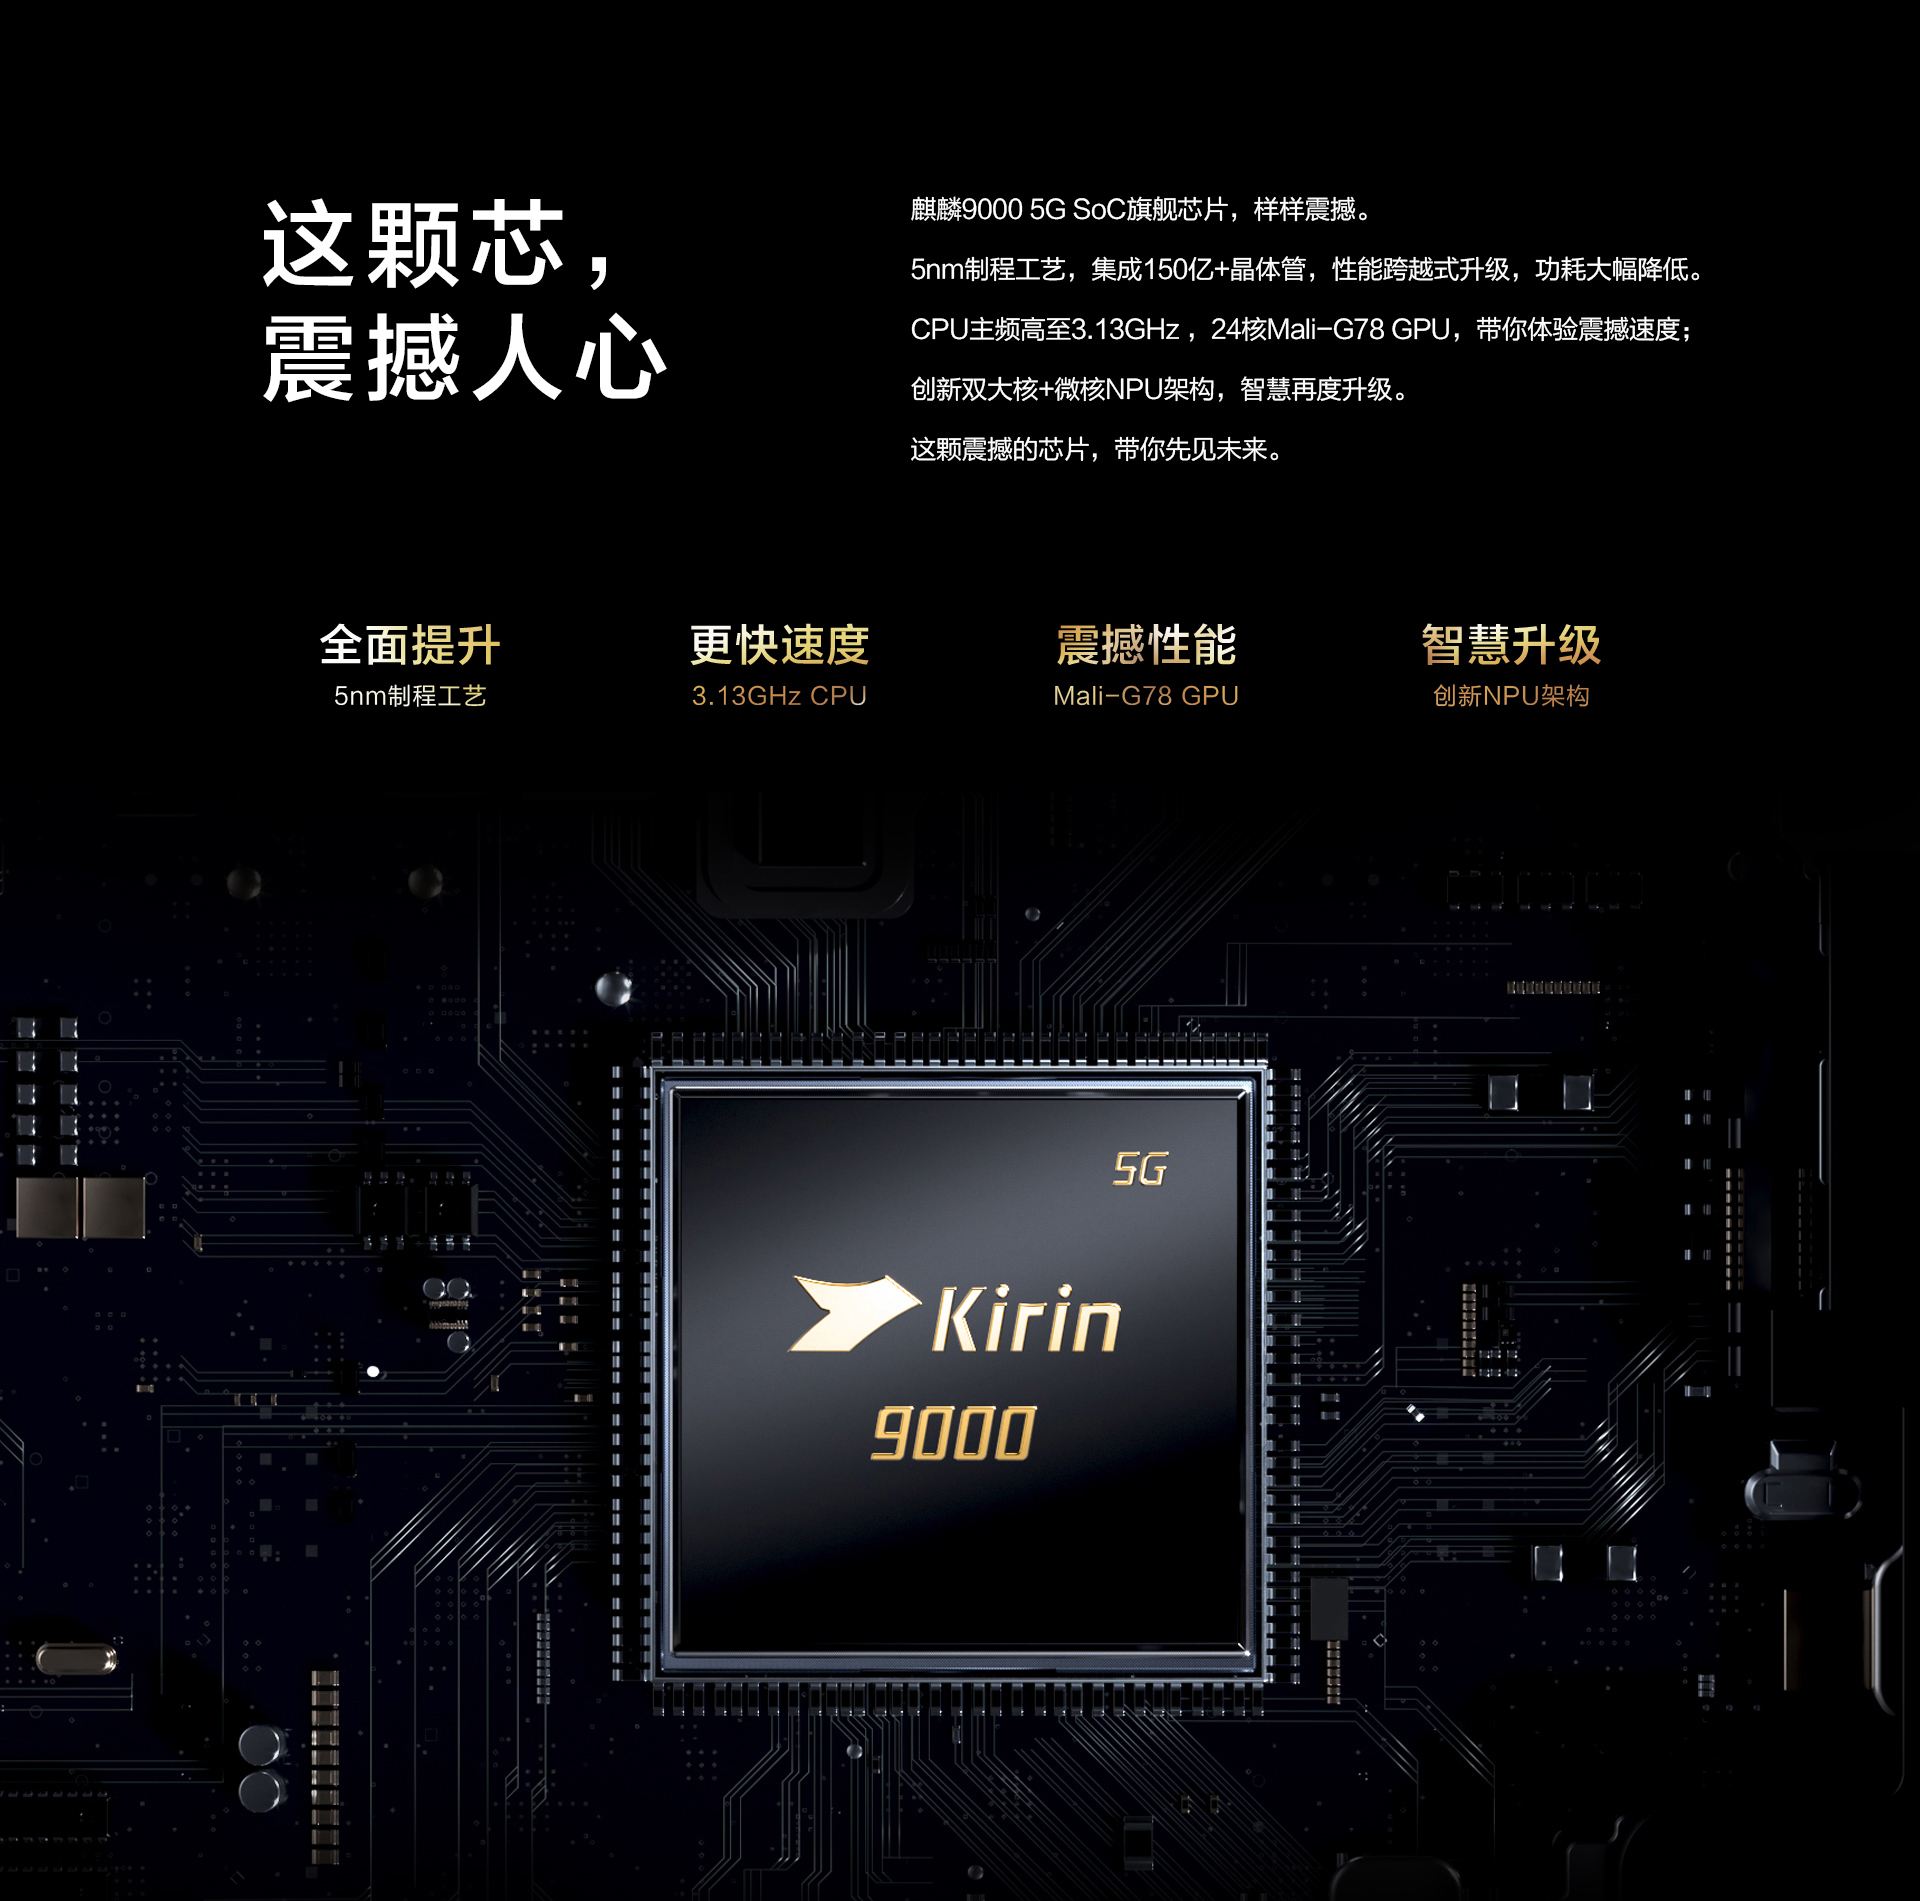 这颗芯，
震撼人心
麒麟9000 5G SoC旗舰芯片，样样震撼。
5nm制程工艺，集成150亿+晶体管，性能跨越式升级，功耗大幅降低。
CPU主频高至3.13GHz ，24核Mali-G78 GPU，带你体验震撼速度；
创新双大核+微核NPU架构，智慧再度升级。
这颗震撼的芯片，带你先见未来。
全面提升
5nm制程工艺
更快速度
3.13GHz CPU
震撼性能
Mali-G78 GPU
智慧升级
创新NPU架构
5G
Kirin
9000